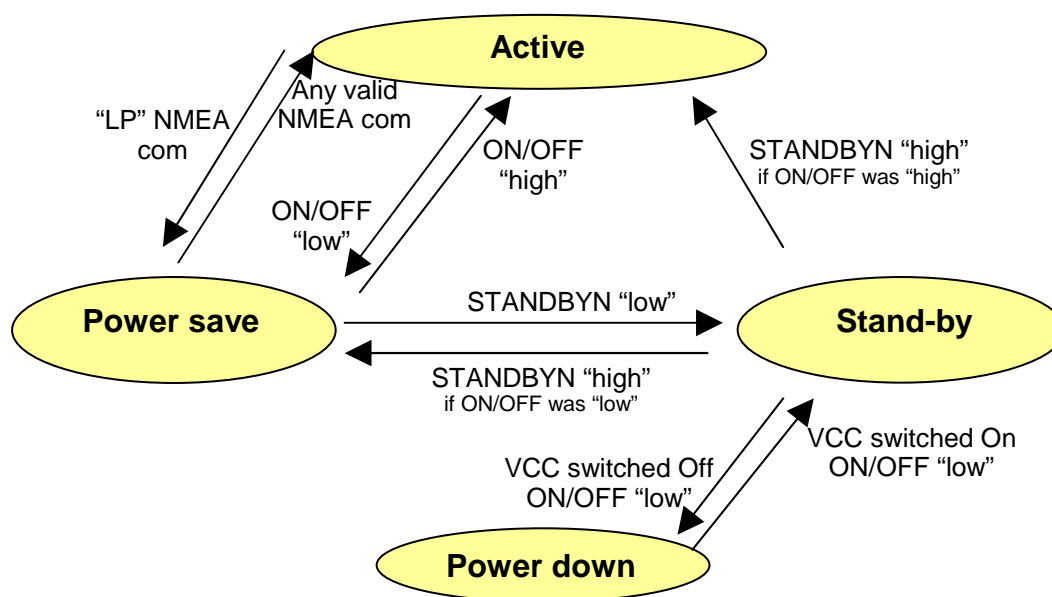 Active
“LP” NMEA
com
Any valid
NMEA com
ON/OFF
“high”
STANDBYN “high”
if ON/OFF was “high”
ON/OFF
“low”
Power save
STANDBYN “low”
Stand-by
STANDBYN “high”
if ON/OFF was “low”
VCC switched Off
ON/OFF “low”
VCC switched On
ON/OFF “low”
Power down